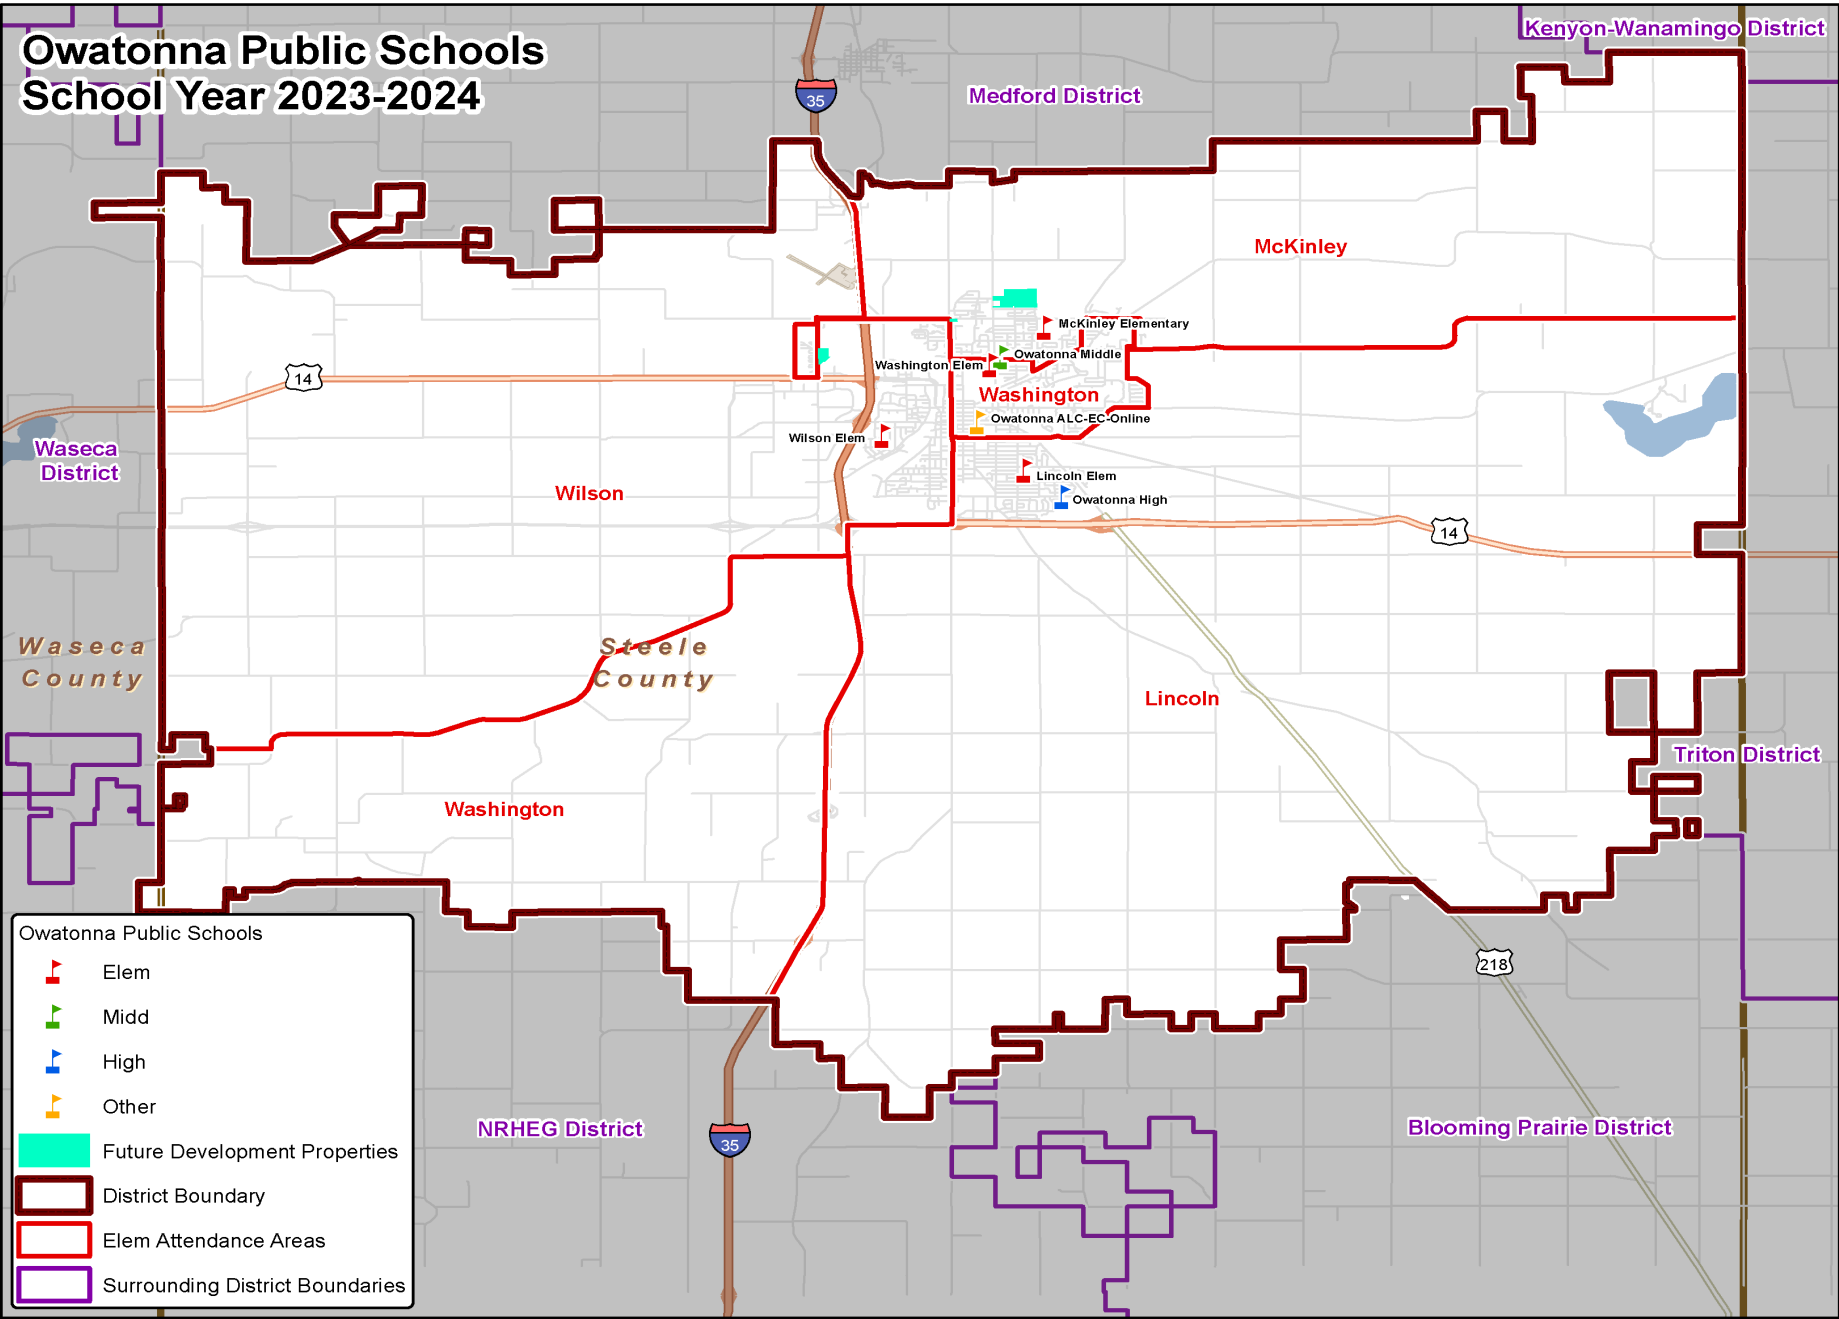 Owatonna Public Schools
School Year 2023-2024
Kenyon-Wanamingo District
35
Medford District
McKinley
McKinley Elementary
Owatonna Middle
Washington Elem
14
Washington
Owatonna ALC-EC-Online
Wilson Elem
Waseca
District
Lincoln Elem
Wilson
Owatonna High
14
Waseca
County
Steele
County
Lincoln
Triton District
Washington
218
NRHEG District
Blooming Prairie District
35
Owatonna Public Schools
Elem
Midd
High
Other
Future Development Properties
District Boundary
Elem Attendance Areas
Surrounding District Boundaries